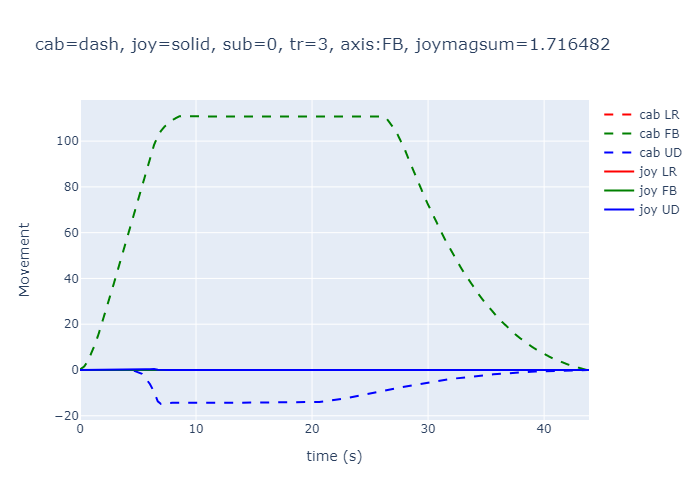 cab=dash, joy=solid, sub=0, tr=3, axis:FB, joymagsum=1.716482
cab LR
cab FB
cab UD
joy LR
joy FB
joy UD
Movement
100
80
60
40
20
0
−20
0 10 20 30 40
time (s)